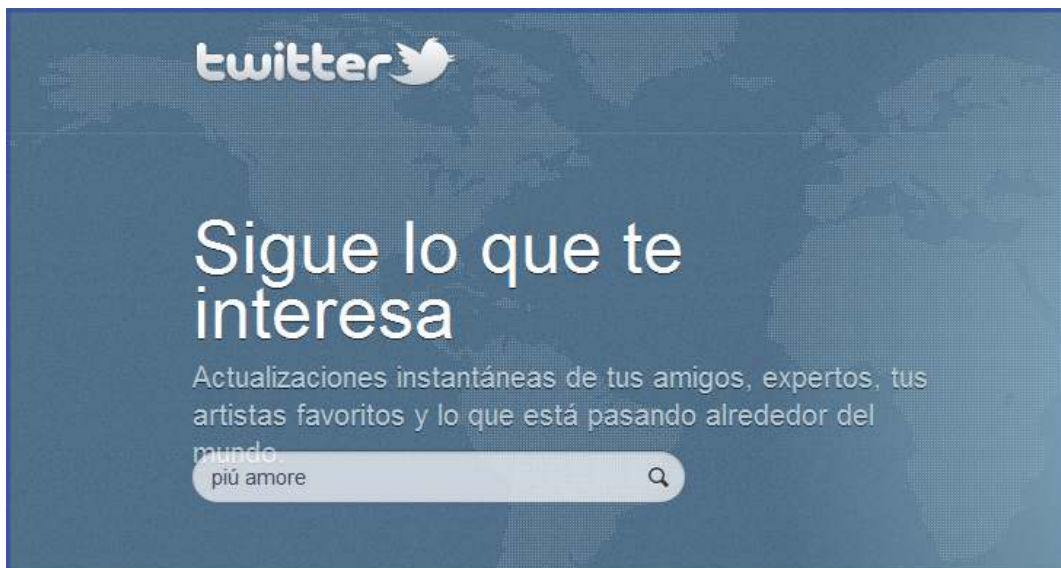 twitter
Sigue lo que te
interesa
Actualizaciones instantáneas de tus amigos, expertos, tus
artistas favoritos y lo que está pasando alrededor del
mundo.
piú amore